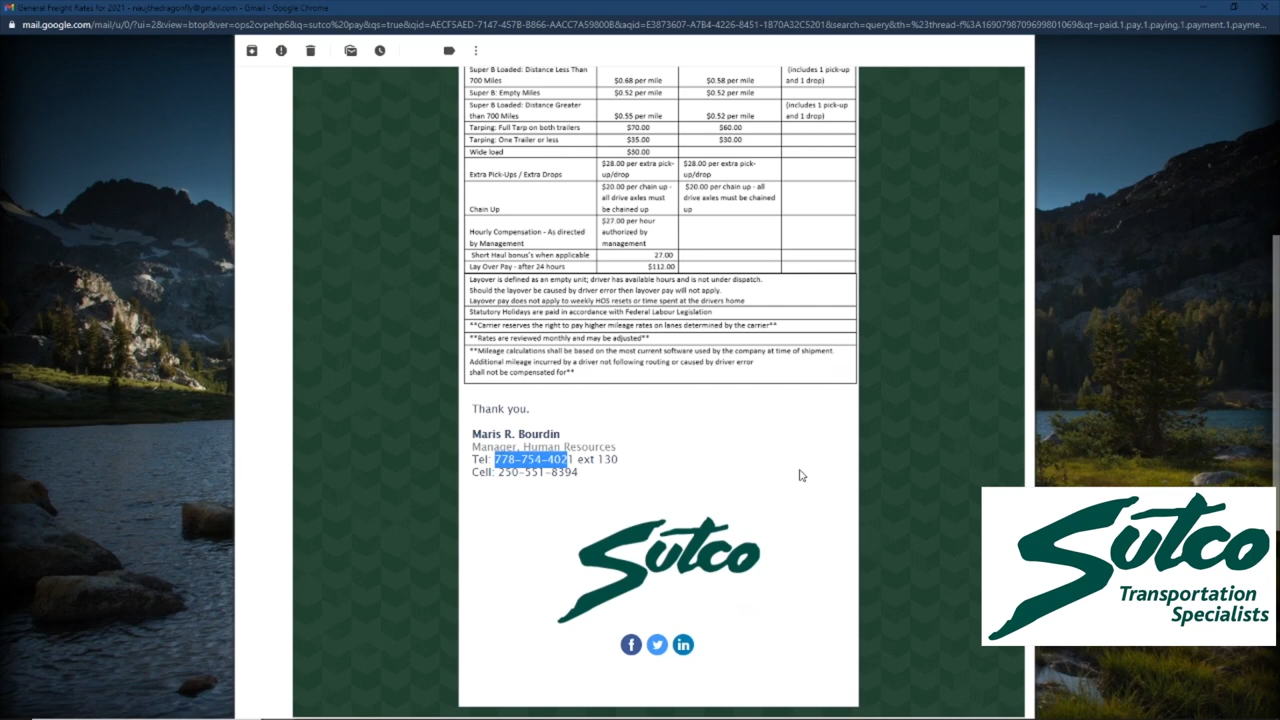 General Freight Rates for 2021 - naujthedragonfly@gmail.com - Gmail - Google Chrome
Super B Loaded: Distance Less Than 700 Miles $0.68 per mile $0.58 per mile (includes 1 pick-up and 1 drop)
Super B: Empty Miles $0.52 per mile $0.52 per mile
Super B Loaded: Distance Greater than 700 Miles $0.55 per mile $0.52 per mile (includes 1 pick-up and 1 drop)
Tarping: Full Tarp on both trailers $70.00 $60.00
Tarping: One Trailer or less $35.00 $30.00
Wide load $50.00
Extra Pick-Ups / Extra Drops $28.00 per extra pick-up/drop $28.00 per extra pick-up/drop
Chain Up $20.00 per chain up - all drive axles must be chained up $20.00 per chain up - all drive axles must be chained up
Hourly Compensation - As directed by Management $27.00 per hour authorized by management
Short Haul bonus's when applicable 27.00
Lay Over Pay - after 24 hours $112.00
Layover is defined as an empty unit; driver has available hours and is not under dispatch.
Should the layover be caused by driver error then layover pay will not apply.
Layover pay does not apply to weekly HOS resets or time spent at the drivers home
Statutory Holidays are paid in accordance with Federal Labour Legislation
**Carrier reserves the right to pay higher mileage rates on lanes determined by the carrier**
**Rates are reviewed monthly and may be adjusted**
**Mileage calculations shall be based on the most current software used by the company at time of shipment.
Additional mileage incurred by a driver not following routing or caused by driver error
shall not be compensated for**
Thank you.
Maris R. Bourdin
Manager, Human Resources
Tel: 778-754-4021 ext 130
Cell: 250-551-8394
Sutco
Sutco
Transportation
Specialists